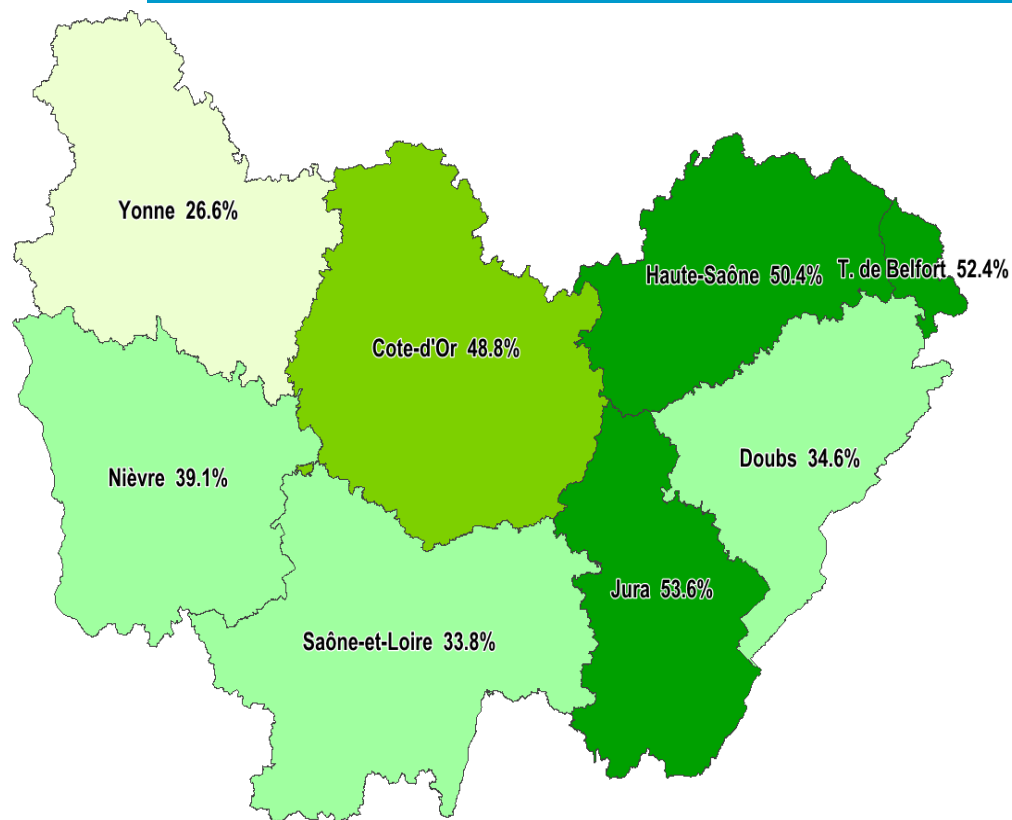 Yonne 26.6%
Haute-Saône 50.4%
T. de Belfort 52.4%
Cote-d'Or 48.8%
Doubs 34.6%
Nièvre 39.1%
Jura 53.6%
Saône-et-Loire 33.8%